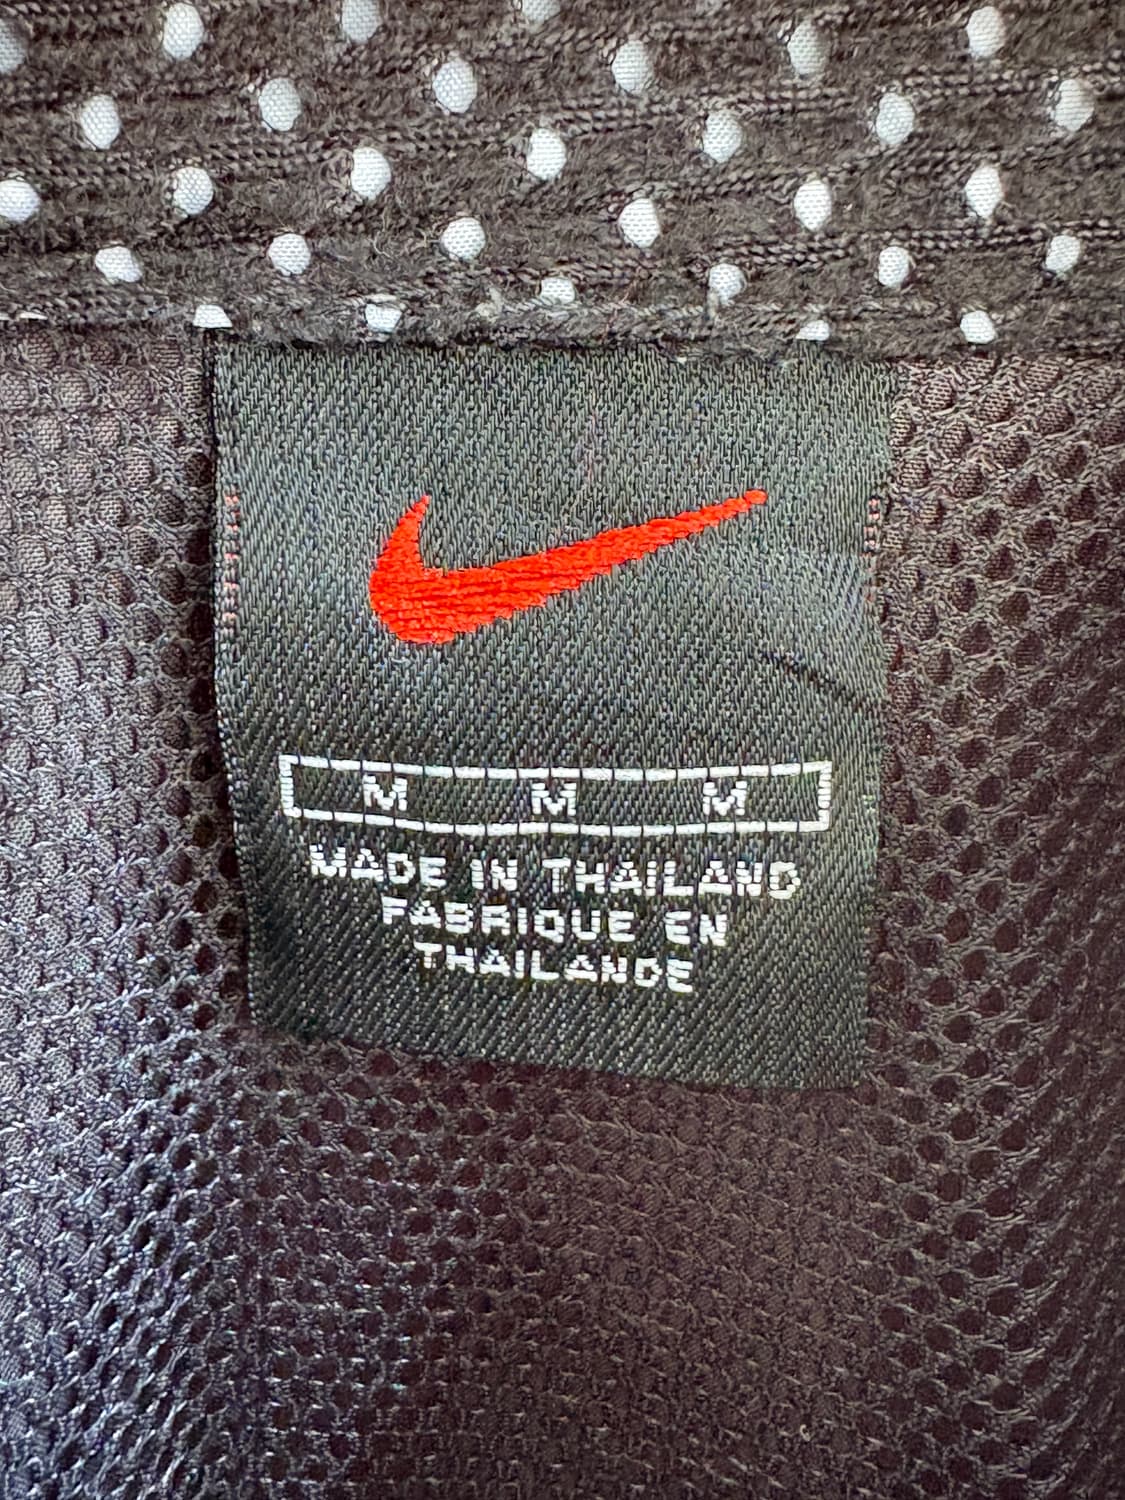 M M M
MADE IN THAILAND
FABRIQUE EN
THAILANDE